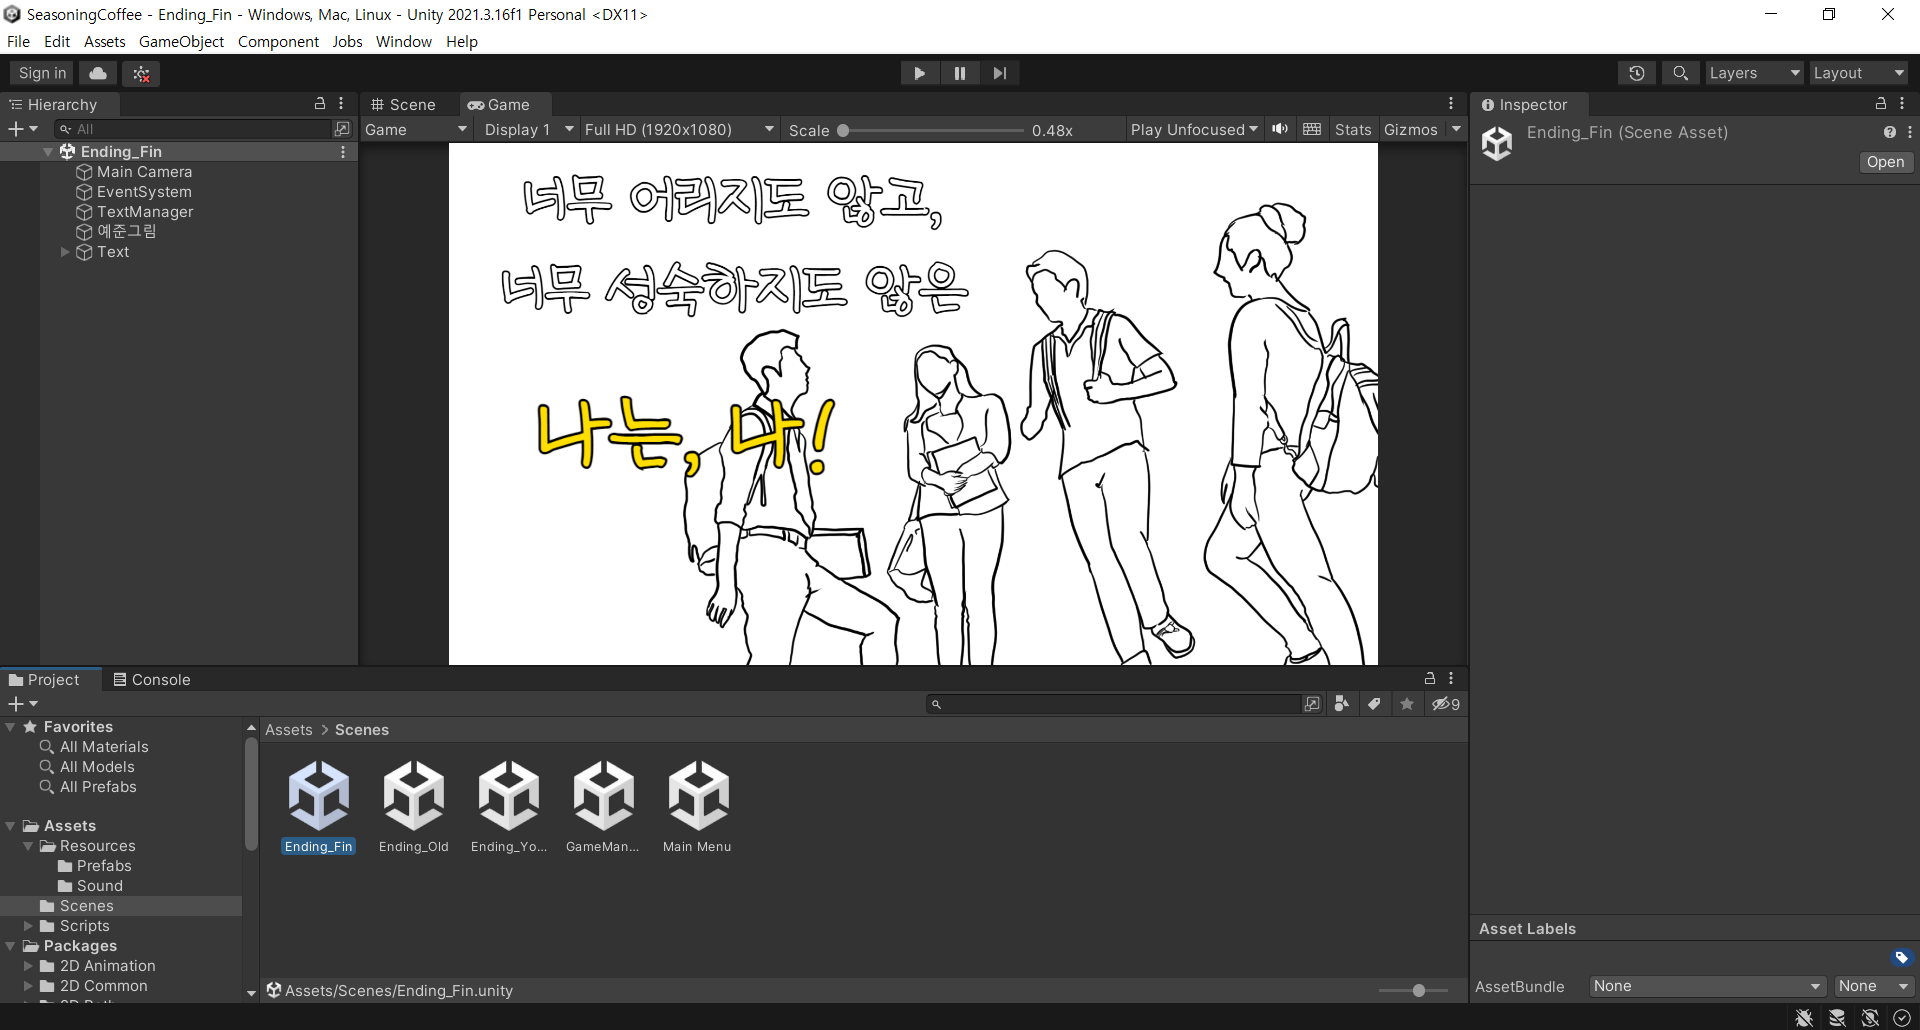 SeasoningCoffee - Ending_Fin - Windows, Mac, Linux - Unity 2021.3.16f1 Personal <DX11>
File Edit Assets GameObject Component Jobs Window Help
Sign in
Layers
Layout
Hierarchy
All
Ending_Fin
Main Camera
EventSystem
TextManager
예준그림
Text
Scene
Game
Game
Display 1
Full HD (1920x1080)
Scale
0.48x
Play Unfocused
Stats
Gizmos
너무 어리지도 않고,
너무 성숙하지도 않은
나는, 나!
Inspector
Ending_Fin (Scene Asset)
Open
Project
Console
9
Favorites
All Materials
All Models
All Prefabs
Assets
Resources
Prefabs
Sound
Scenes
Scripts
Packages
2D Animation
2D Common
Assets > Scenes
Ending_Fin
Ending_Old
Ending_Yo...
GameMan...
Main Menu
Assets/Scenes/Ending_Fin.unity
Asset Labels
AssetBundle
None
None